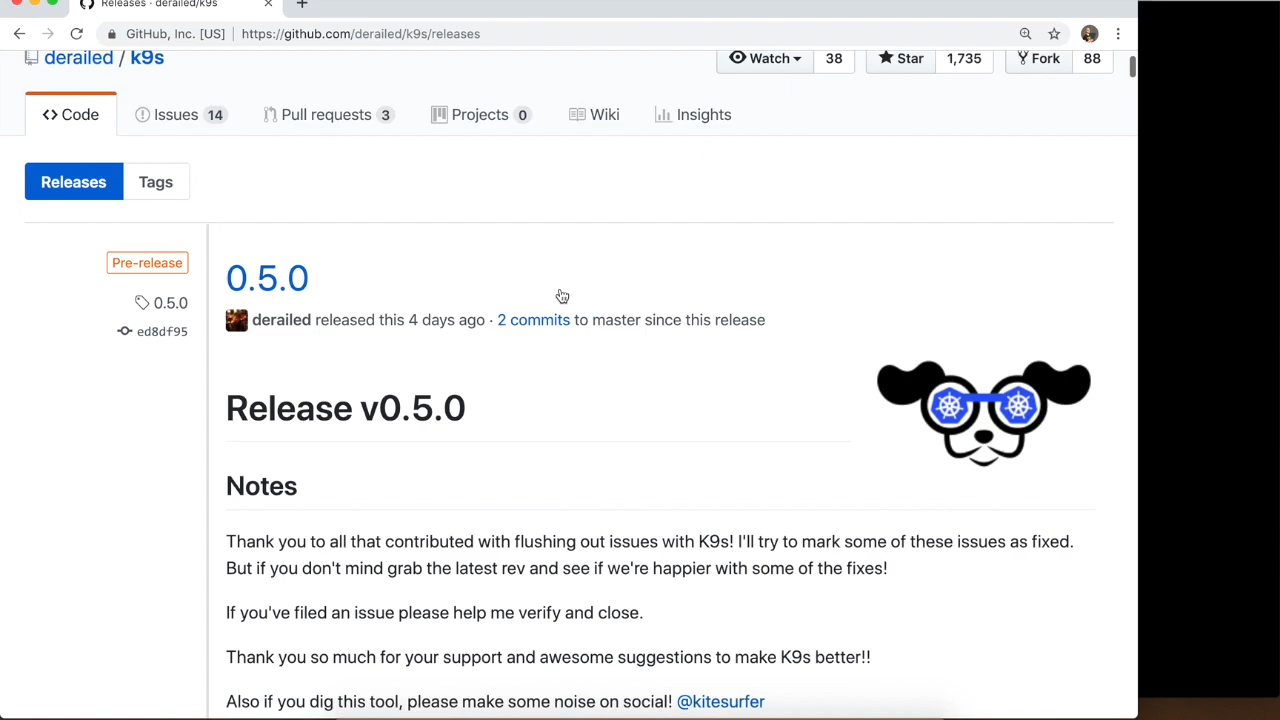 Releases · derailed/k9s
GitHub, Inc. [US] https://github.com/derailed/k9s/releases
derailed / k9s
Watch 38 Star 1,735 Fork 88
Code Issues 14 Pull requests 3 Projects 0 Wiki Insights
Releases Tags
Pre-release
0.5.0
ed8df95
0.5.0
derailed released this 4 days ago · 2 commits to master since this release
Release v0.5.0
Notes
Thank you to all that contributed with flushing out issues with K9s! I'll try to mark some of these issues as fixed.
But if you don't mind grab the latest rev and see if we're happier with some of the fixes!
If you've filed an issue please help me verify and close.
Thank you so much for your support and awesome suggestions to make K9s better!!
Also if you dig this tool, please make some noise on social! @kitesurfer